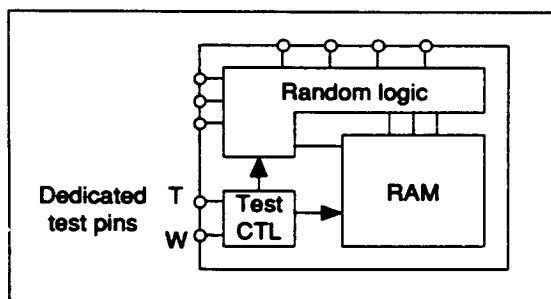 Random logic
RAM
Dedicated
test pins
T
W
Test
CTL